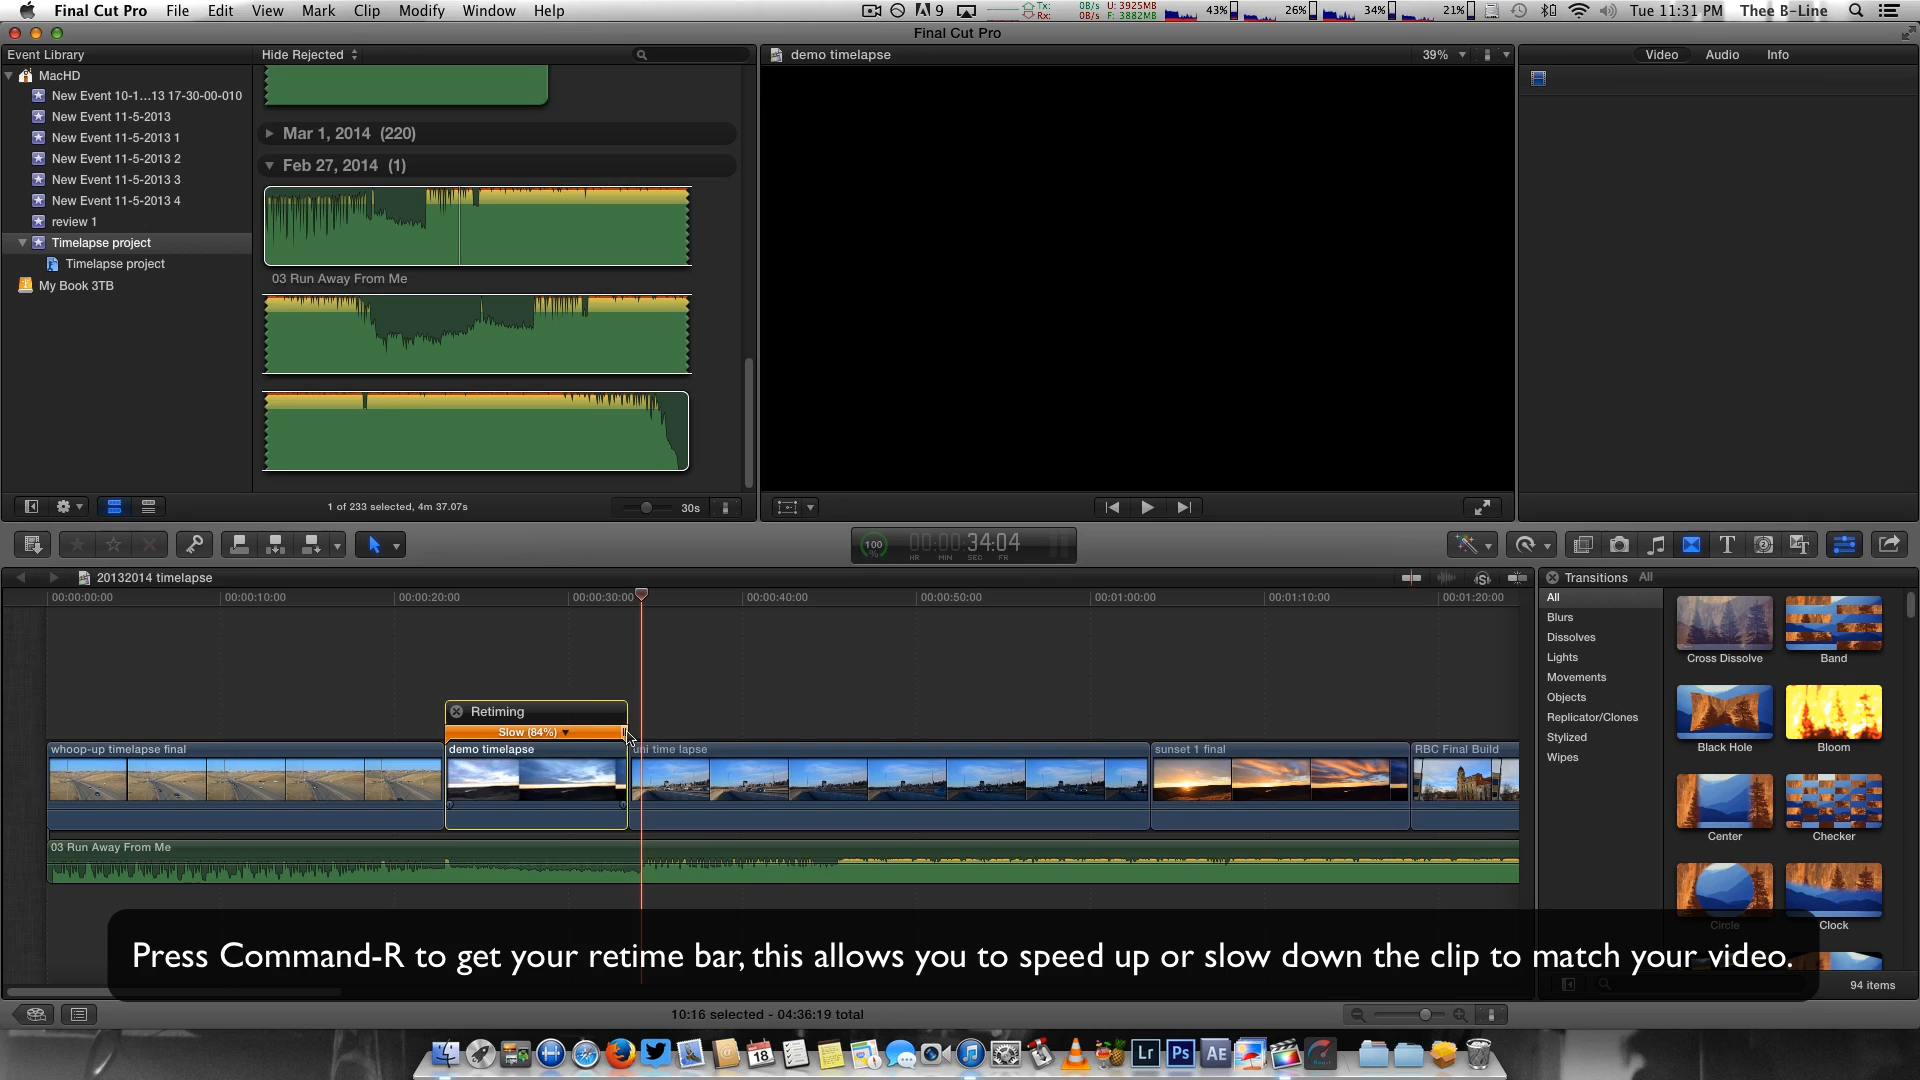 Final Cut Pro File Edit View Mark Clip Modify Window Help
9 Tx: Rx: 0B/s 0B/s U: 3925MB F: 3882MB 43% 26% 34% 21% Tue 11:31 PM Thee B-Line
Final Cut Pro
Event Library
Hide Rejected
demo timelapse
39%
Video Audio Info
MacHD
New Event 10-1...13 17-30-00-010
New Event 11-5-2013
New Event 11-5-2013 1
New Event 11-5-2013 2
New Event 11-5-2013 3
New Event 11-5-2013 4
review 1
Timelapse project
Timelapse project
My Book 3TB
Mar 1, 2014 (220)
Feb 27, 2014 (1)
03 Run Away From Me
1 of 233 selected, 4m 37.07s
30s
100 %
00:00:34:04
HR MIN SEC FR
20132014 timelapse
00:00:00:00 00:00:10:00 00:00:20:00 00:00:30:00 00:00:40:00 00:00:50:00 00:01:00:00 00:01:10:00 00:01:20:00
Retiming
Slow (84%)
whoop-up timelapse final
demo timelapse
uni time lapse
sunset 1 final
RBC Final Build
03 Run Away From Me
Transitions All
All
Blurs
Dissolves
Lights
Movements
Objects
Replicator/Clones
Stylized
Wipes
Cross Dissolve Band
Black Hole Bloom
Center Checker
Circle Clock
Press Command-R to get your retime bar, this allows you to speed up or slow down the clip to match your video.
94 items
10:16 selected - 04:36:19 total
18 Lr Ps AE